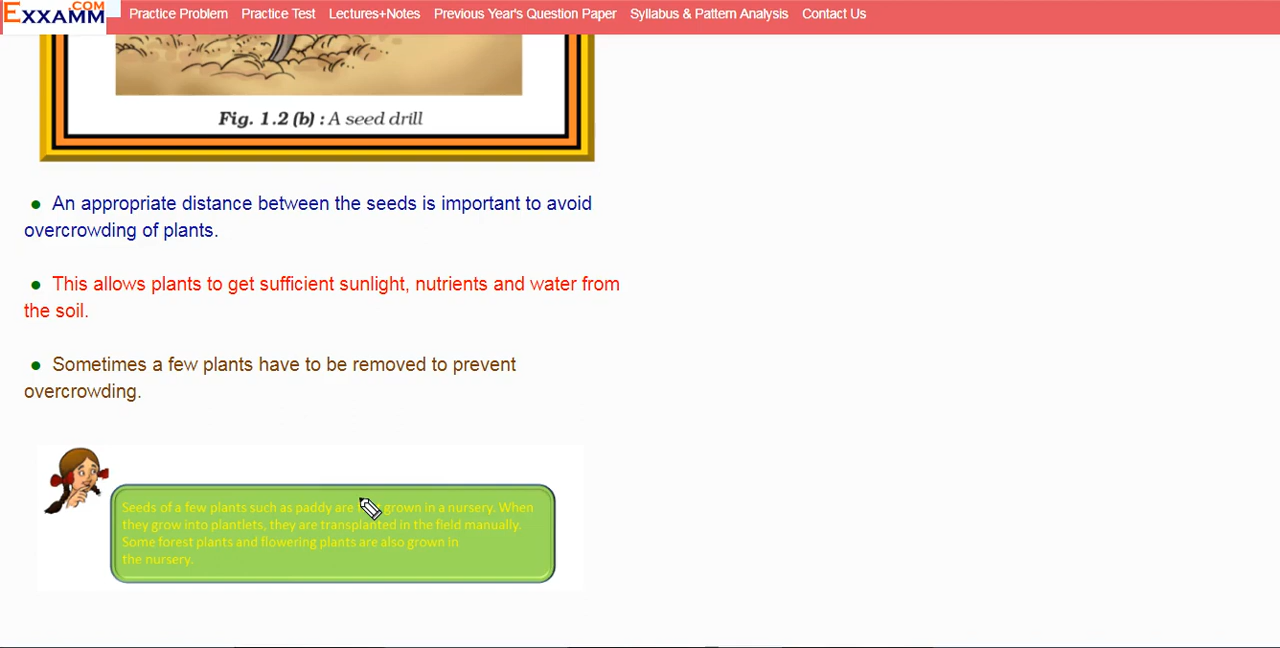 EXXAMM
.COM
Practice Problem Practice Test Lectures+Notes Previous Year's Question Paper Syllabus & Pattern Analysis Contact Us
Fig. 1.2 (b) : A seed drill
● An appropriate distance between the seeds is important to avoid
overcrowding of plants.
● This allows plants to get sufficient sunlight, nutrients and water from
the soil.
● Sometimes a few plants have to be removed to prevent
overcrowding.
Seeds of a few plants such as paddy are grown in a nursery. When
they grow into plantlets, they are transplanted in the field manually.
Some forest plants and flowering plants are also grown in
the nursery.